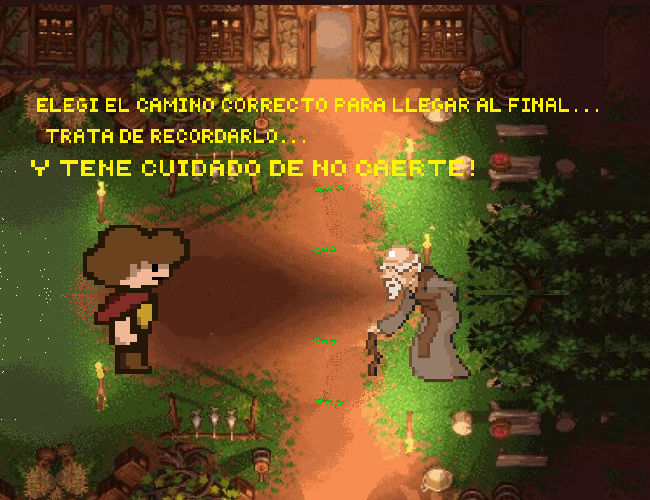 ELEGI EL CAMINO CORRECTO PARA LLEGAR AL FINAL...
TRATA DE RECORDARLO...
Y TENE CUIDADO DE NO CAERTE!